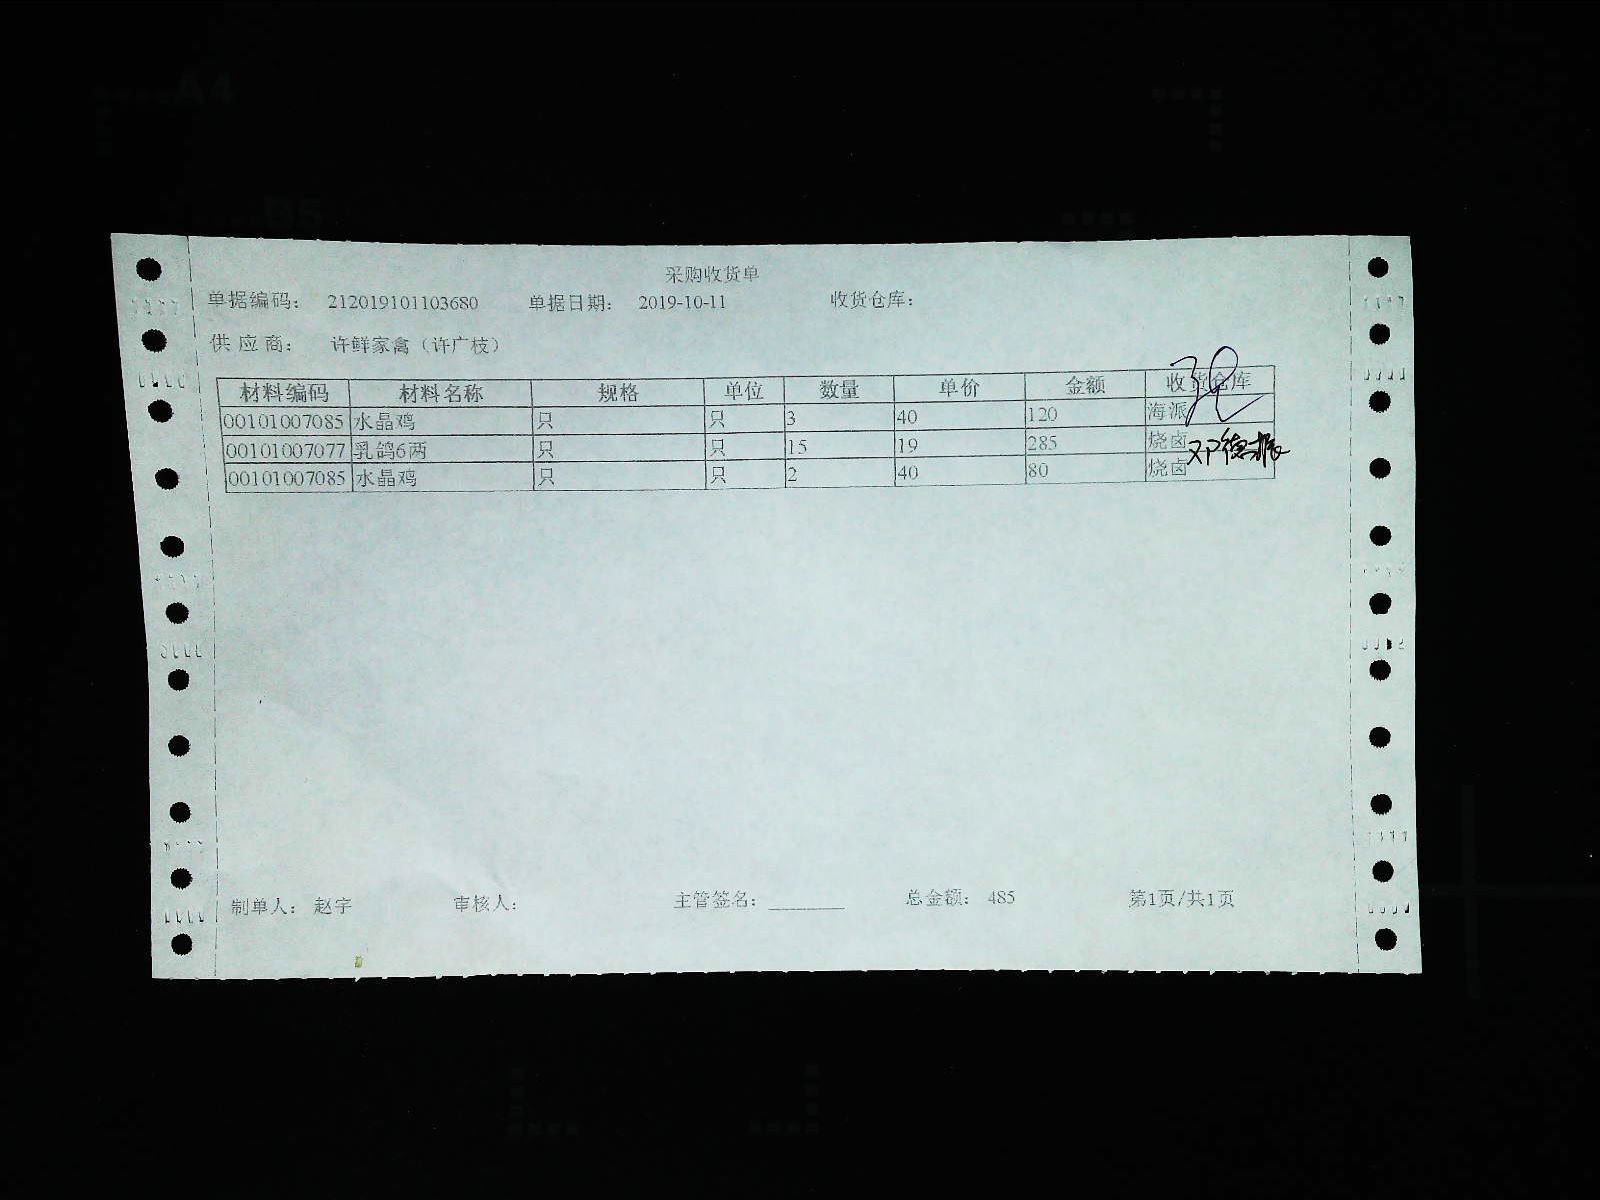 采购收货单
单据编码： 212019101103680 单据日期： 2019-10-11 收货仓库：
供 应 商： 许鲜家禽（许广枝）
材料编码 材料名称 规格 单位 数量 单价 金额 收货仓库
00101007085 水晶鸡 只 只 3 40 120 海派
00101007077 乳鸽6两 只 只 15 19 285 烧卤 邓德振
00101007085 水晶鸡 只 只 2 40 80 烧卤
制单人： 赵宇 审核人： 主管签名： 总金额： 485 第1页/共1页